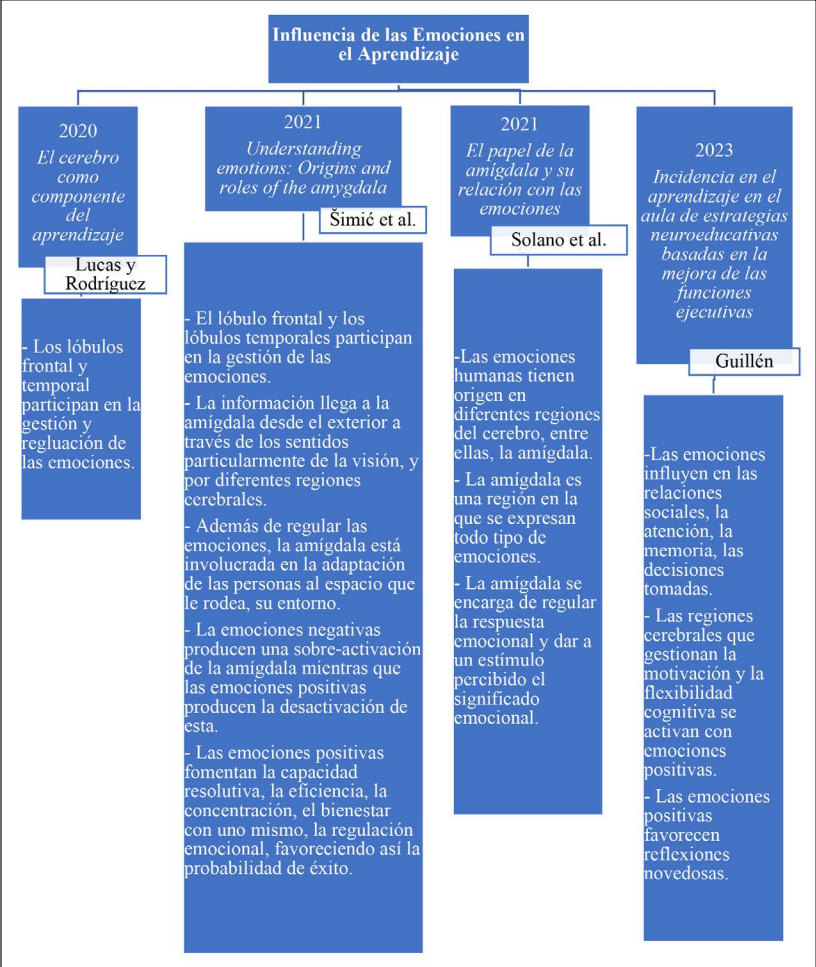 Influencia de las Emociones en
el Aprendizaje
2020
El cerebro
como
componente
del
aprendizaje
Lucas y
Rodríguez
- Los lóbulos
frontal y
temporal
participan en la
gestión y
regluación de
las emociones.
2021
Understanding
emotions: Origins and
roles of the amygdala
Šimić et al.
- El lóbulo frontal y los
lóbulos temporales participan
en la gestión de las
emociones.
- La información llega a la
amígdala desde el exterior a
través de los sentidos
particularmente de la visión, y
por diferentes regiones
cerebrales.
- Además de regular las
emociones, la amígdala está
involucrada en la adaptación
de las personas al espacio que
le rodea, su entorno.
- La emociones negativas
producen una sobre-activación
de la amígdala mientras que
las emociones positivas
producen la desactivación de
esta.
- Las emociones positivas
fomentan la capacidad
resolutiva, la eficiencia, la
concentración, el bienestar
con uno mismo, la regulación
emocional, favoreciendo así la
probabilidad de éxito.
2021
El papel de la
amígdala y su
relación con las
emociones
Solano et al.
-Las emociones
humanas tienen
origen en
diferentes regiones
del cerebro, entre
ellas, la amígdala.
- La amígdala es
una región en la
que se expresan
todo tipo de
emociones.
- La amígdala se
encarga de regular
la respuesta
emocional y dar a
un estímulo
percibido el
significado
emocional.
2023
Incidencia en el
aprendizaje en el
aula de estrategias
neuroeducativas
basadas en la
mejora de las
funciones
ejecutivas
Guillén
-Las emociones
influyen en las
relaciones
sociales, la
atención, la
memoria, las
decisiones
tomadas.
- Las regiones
cerebrales que
gestionan la
motivación y la
flexibilidad
cognitiva se
activan con
emociones
positivas.
- Las emociones
positivas
favorecen
reflexiones
novedosas.